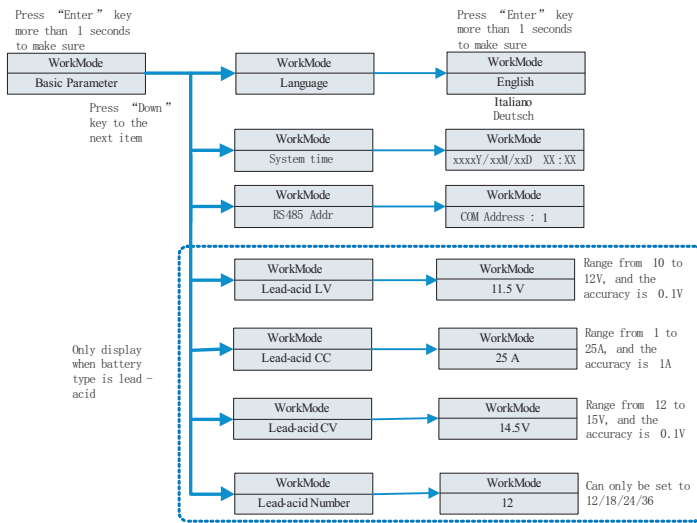 Press “Enter” key
more than 1 seconds
to make sure
WorkMode
Basic Parameter
Press “Down”
key to the
next item
WorkMode
Language
Press “Enter” key
more than 1 seconds
to make sure
WorkMode
English
Italiano
Deutsch
WorkMode
System time
WorkMode
xxxxY/xxM/xxD XX:XX
WorkMode
RS485 Addr
WorkMode
COM Address : 1
Only display
when battery
type is lead-
acid
WorkMode
Lead-acid LV
WorkMode
11.5 V
Range from 10 to
12V, and the
accuracy is 0.1V
WorkMode
Lead-acid CC
WorkMode
25 A
Range from 1 to
25A, and the
accuracy is 1A
WorkMode
Lead-acid CV
WorkMode
14.5V
Range from 12 to
15V, and the
accuracy is 0.1V
WorkMode
Lead-acid Number
WorkMode
12
Can only be set to
12/18/24/36